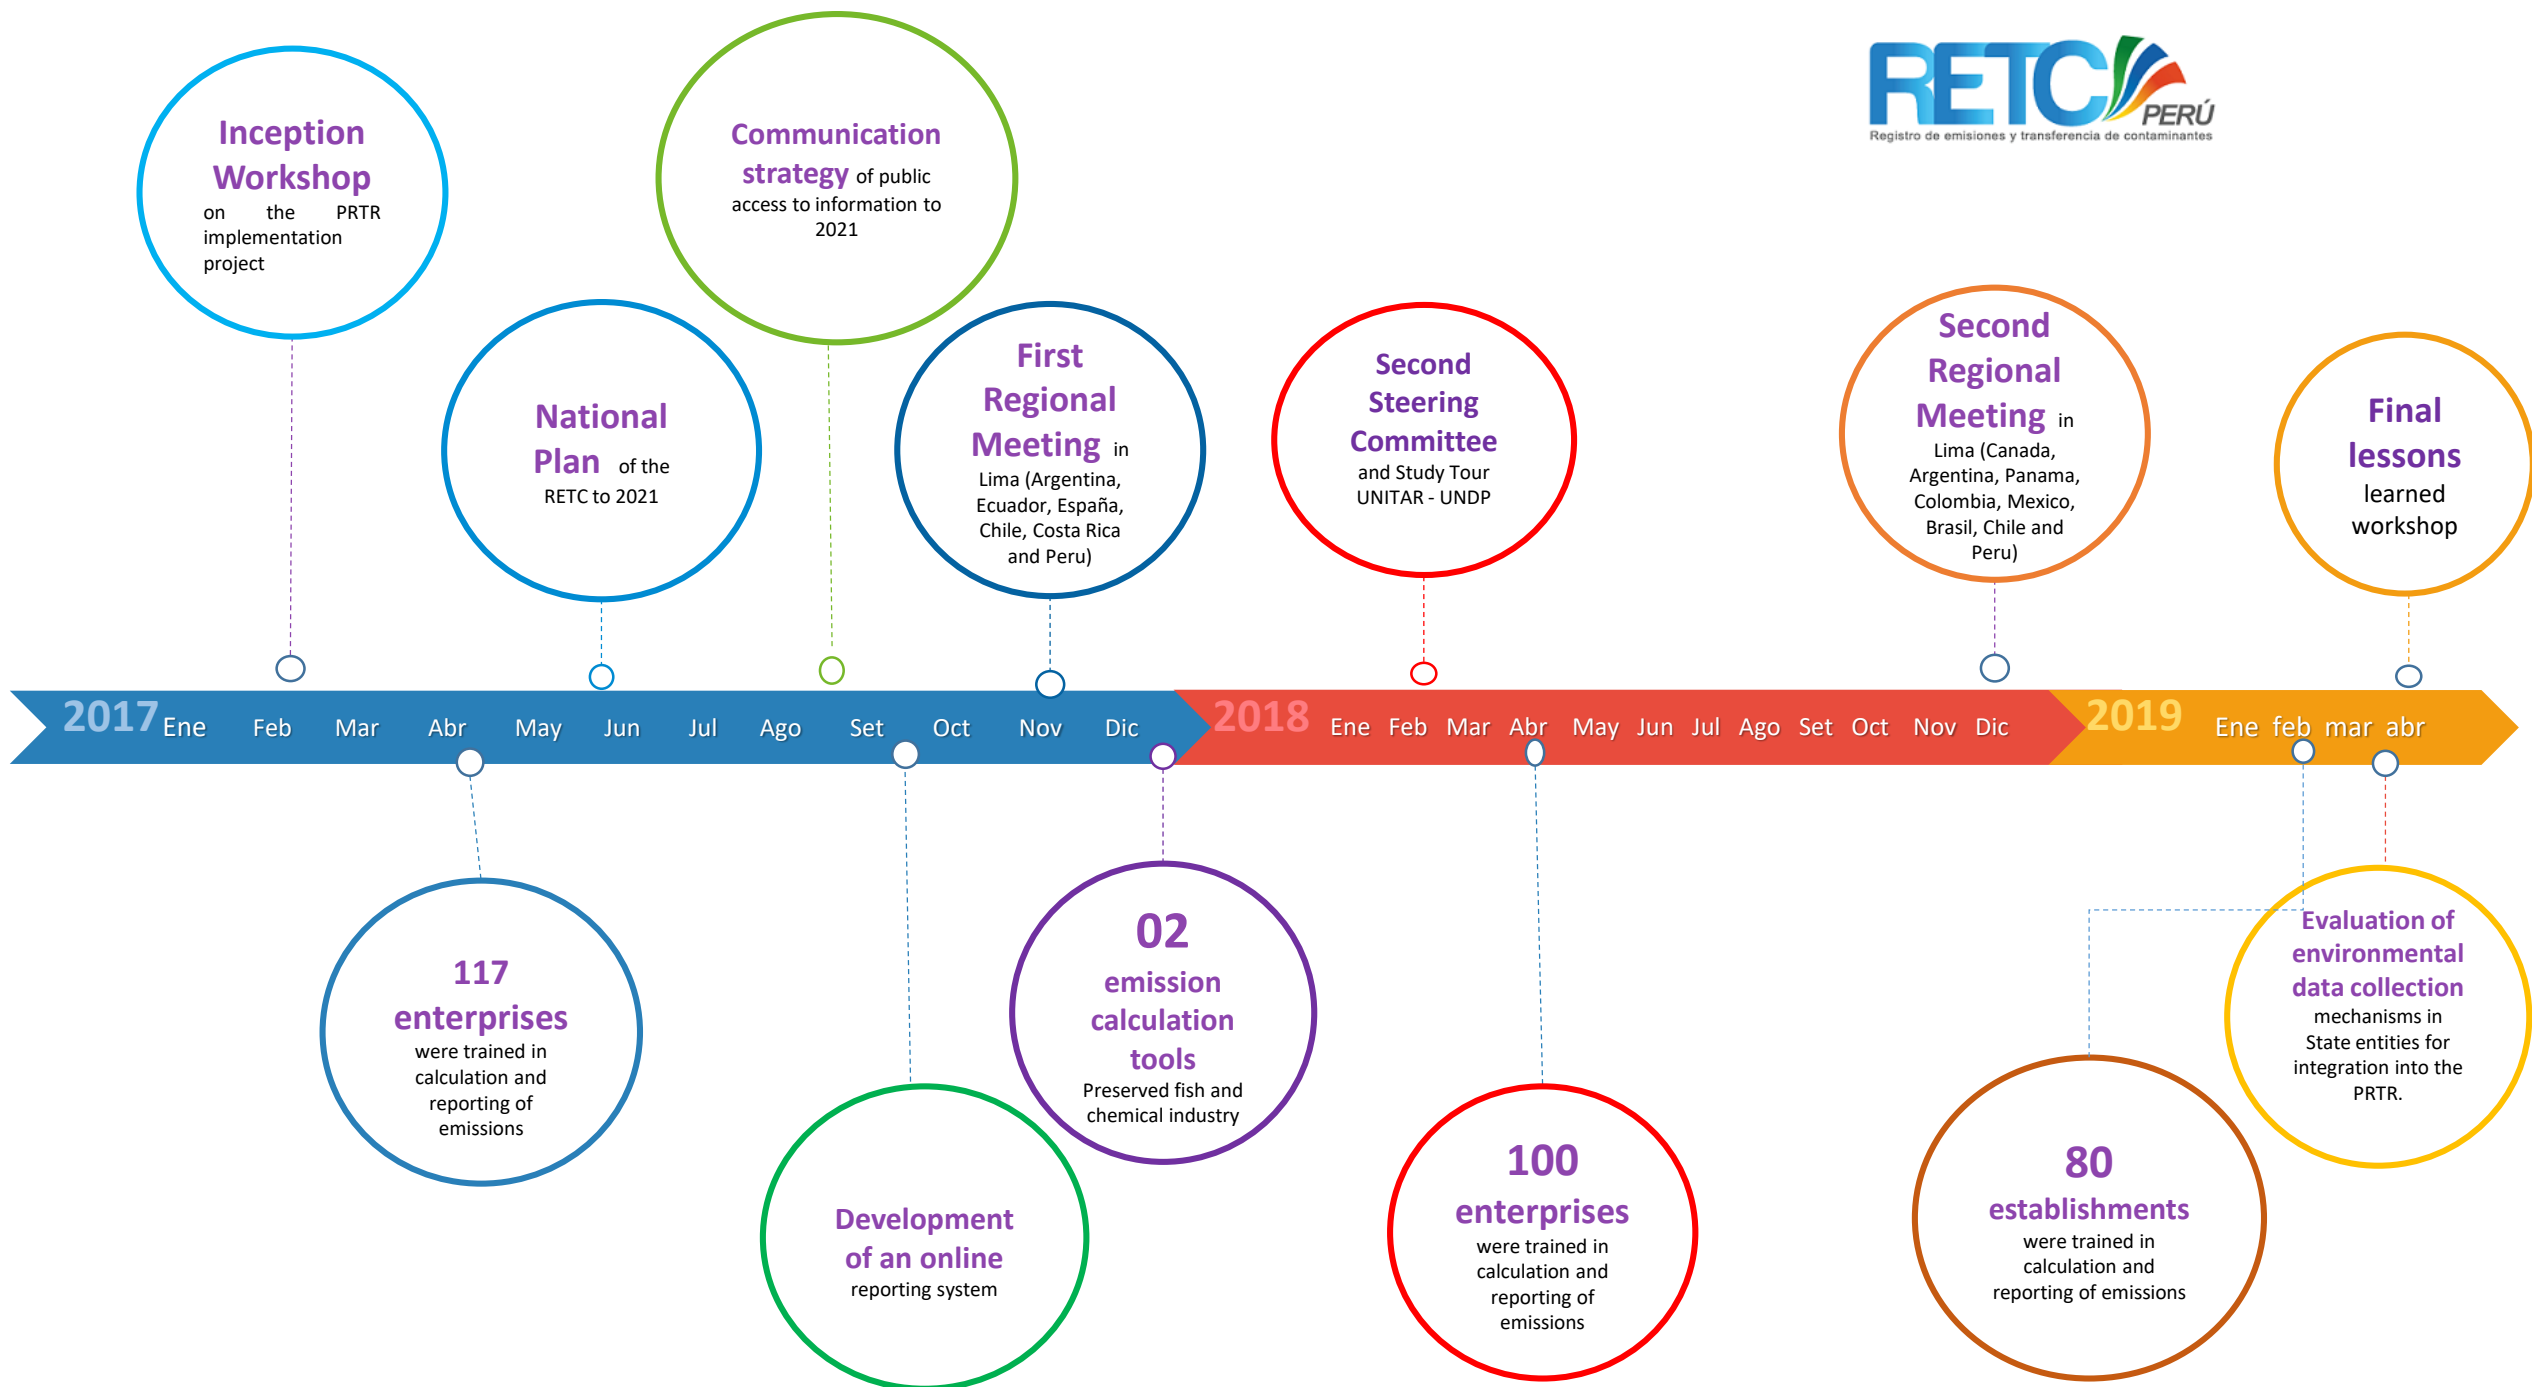 RETC
PERÚ
Registro de emisiones y transferencia de contaminantes
Inception
Workshop
on the PRTR
implementation
project
Communication
strategy of public
access to information to
2021
National
Plan of the
RETC to 2021
First
Regional
Meeting in
Lima (Argentina,
Ecuador, España,
Chile, Costa Rica
and Peru)
Second
Steering
Committee
and Study Tour
UNITAR - UNDP
Second
Regional
Meeting in
Lima (Canada,
Argentina, Panama,
Colombia, Mexico,
Brasil, Chile and
Peru)
Final
lessons
learned
workshop
2017 Ene Feb Mar Abr May Jun Jul Ago Set Oct Nov Dic 2018 Ene Feb Mar Abr May Jun Jul Ago Set Oct Nov Dic 2019 Ene feb mar abr
117
enterprises
were trained in
calculation and
reporting of
emissions
Development
of an online
reporting system
02
emission
calculation
tools
Preserved fish and
chemical industry
100
enterprises
were trained in
calculation and
reporting of
emissions
80
establishments
were trained in
calculation and
reporting of emissions
Evaluation of
environmental
data collection
mechanisms in
State entities for
integration into the
PRTR.